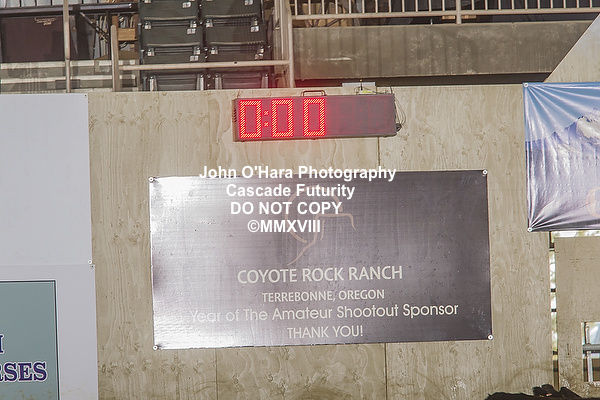 0:00
John O'Hara Photography
Cascade Futurity
DO NOT COPY
©MMXVIII
COYOTE ROCK RANCH
TERREBONNE, OREGON
Year of The Amateur Shootout Sponsor
THANK YOU!